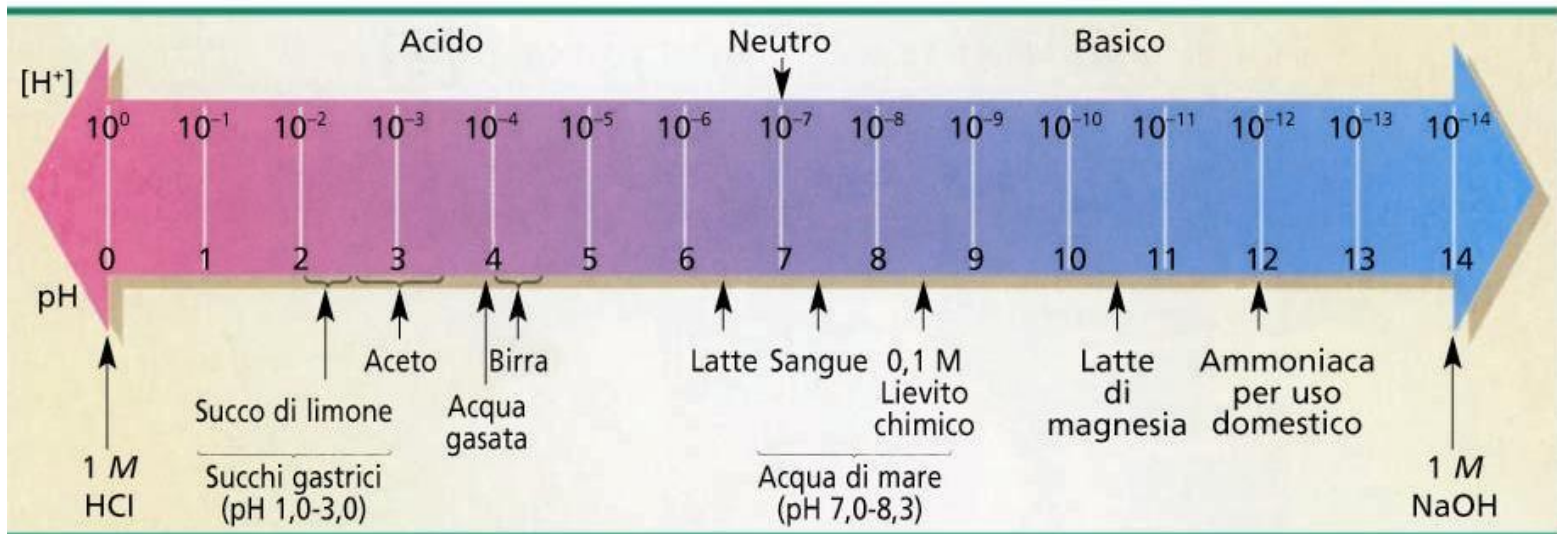 Acido Neutro Basico
[H⁺]
10⁰ 10⁻¹ 10⁻² 10⁻³ 10⁻⁴ 10⁻⁵ 10⁻⁶ 10⁻⁷ 10⁻⁸ 10⁻⁹ 10⁻¹⁰ 10⁻¹¹ 10⁻¹² 10⁻¹³ 10⁻¹⁴
0 1 2 3 4 5 6 7 8 9 10 11 12 13 14
pH
1 M
HCl
Succo di limone
Succhi gastrici
(pH 1,0-3,0)
Aceto
Acqua
gasata
Birra
Latte
Sangue
0,1 M
Lievito
chimico
Acqua di mare
(pH 7,0-8,3)
Latte
di
magnesia
Ammoniaca
per uso
domestico
1 M
NaOH